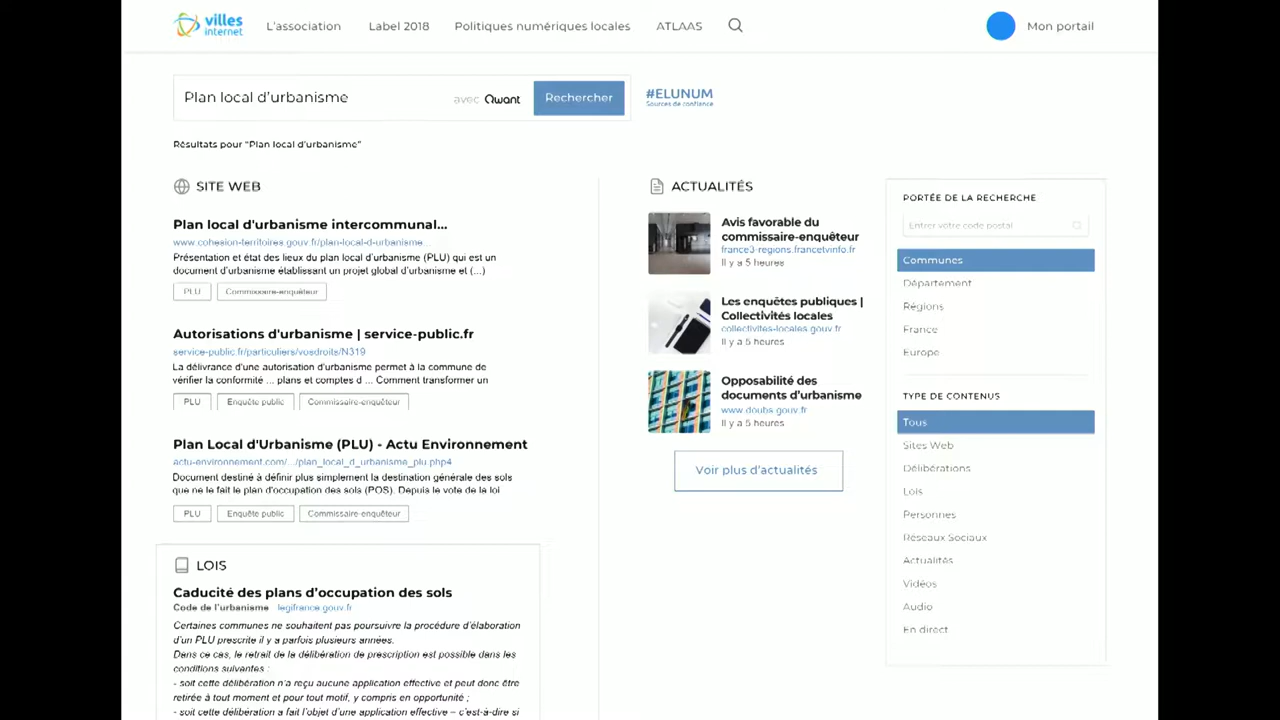 villes
internet
L'association
Label 2018
Politiques numériques locales
ATLAAS
Mon portail
Plan local d'urbanisme
avec Qwant
Rechercher
#ELUNUM
Sources de confiance
Résultats pour "Plan local d'urbanisme"
SITE WEB
Plan local d'urbanisme intercommunal...
www.cohesion-territoires.gouv.fr/plan-local-d-urbanisme...
Présentation et état des lieux du plan local d'urbanisme (PLU) qui est un
document d'urbanisme établissant un projet global d'urbanisme et (...)
PLU
Commissaire-enquêteur
Autorisations d'urbanisme | service-public.fr
service-public.fr/particuliers/vosdroits/N319
La délivrance d'une autorisation d'urbanisme permet à la commune de
vérifier la conformité ... plans et comptes d ... Comment transformer un
PLU
Enquête public
Commissaire-enquêteur
Plan Local d'Urbanisme (PLU) - Actu Environnement
actu-environnement.com/.../plan_local_d_urbanisme_plu.php4
Document destiné à définir plus simplement la destination générale des sols
que ne le fait le plan d'occupation des sols (POS). Depuis le vote de la loi
PLU
Enquête public
Commissaire-enquêteur
LOIS
Caducité des plans d'occupation des sols
Code de l'urbanisme legifrance.gouv.fr
Certaines communes ne souhaitent pas poursuivre la procédure d'élaboration
d'un PLU prescrite il y a parfois plusieurs années.
Dans ce cas, le retrait de la délibération de prescription est possible dans les
conditions suivantes :
- soit cette délibération n'a reçu aucune application effective et peut donc être
retirée à tout moment et pour tout motif, y compris en opportunité ;
- soit cette délibération a fait l'objet d'une application effective – c'est-à-dire si
ACTUALITÉS
Avis favorable du
commissaire-enquêteur
france3-regions.francetvinfo.fr
Il y a 5 heures
Les enquêtes publiques |
Collectivités locales
collectivites-locales.gouv.fr
Il y a 5 heures
Opposabilité des
documents d'urbanisme
www.doubs.gouv.fr
Il y a 5 heures
Voir plus d'actualités
PORTÉE DE LA RECHERCHE
Entrer votre code postal
Communes
Département
Régions
France
Europe
TYPE DE CONTENUS
Tous
Sites Web
Délibérations
Lois
Personnes
Réseaux Sociaux
Actualités
Vidéos
Audio
En direct